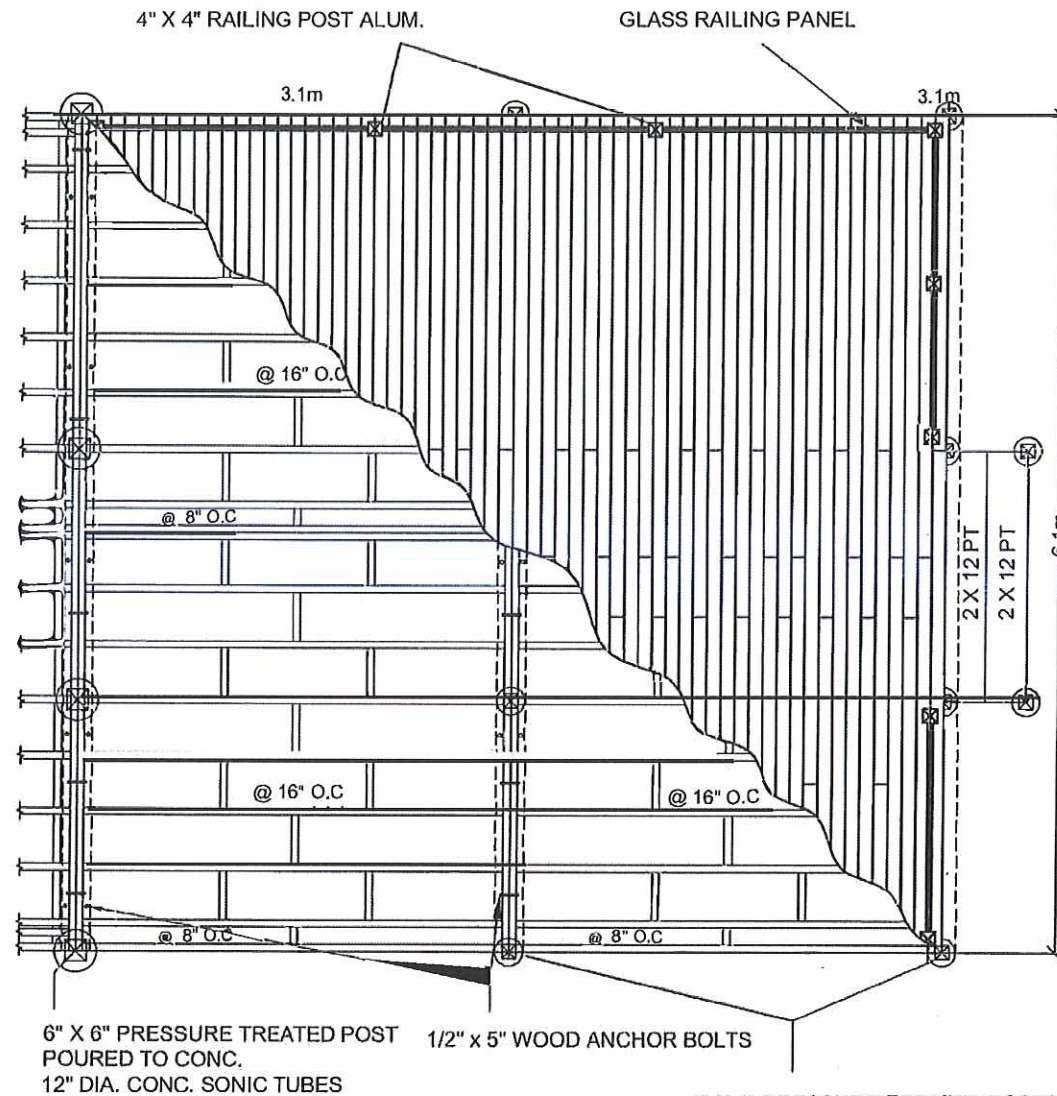 4" X 4" RAILING POST ALUM.
GLASS RAILING PANEL
3.1m
3.1m
@ 16" O.C
@ 8" O.C
2 X 12 PT
2 X 12 PT
@ 16" O.C
@ 16" O.C
@ 8" O.C
@ 8" O.C
6" X 6" PRESSURE TREATED POST
POURED TO CONC.
12" DIA. CONC. SONIC TUBES
1/2" x 5" WOOD ANCHOR BOLTS